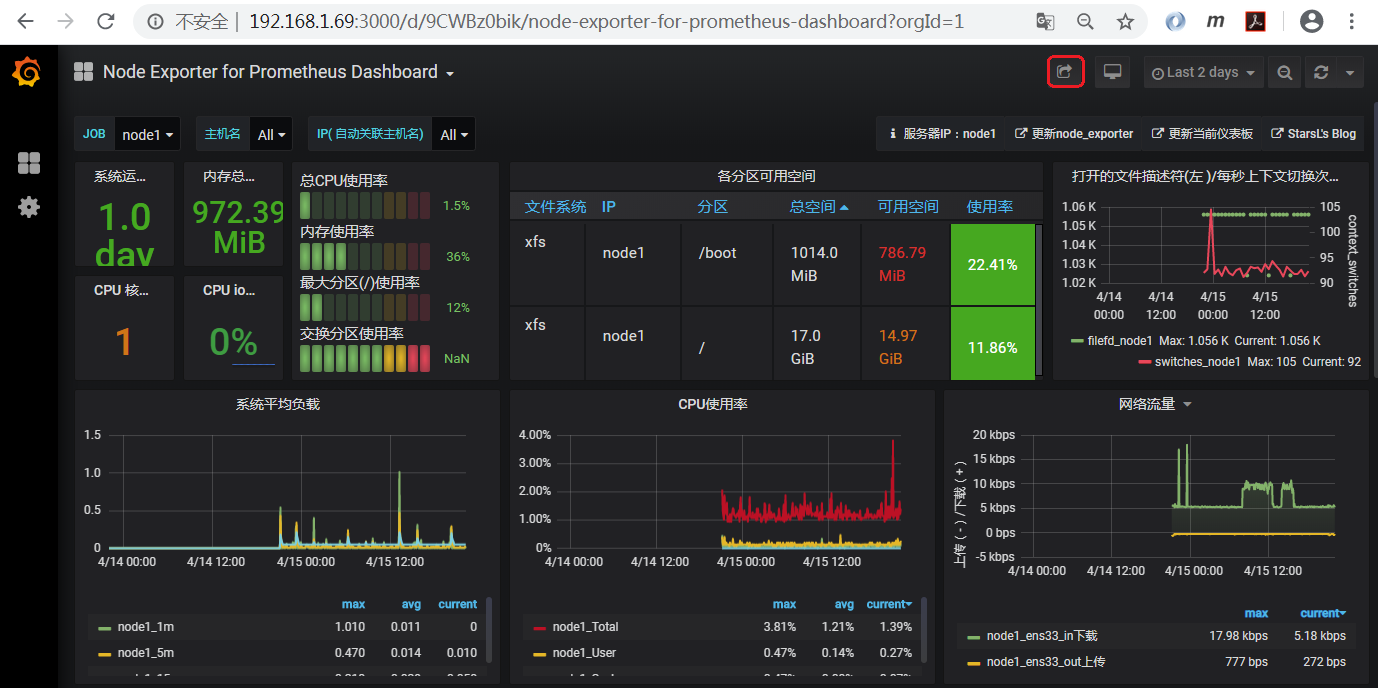 不安全 | 192.168.1.69:3000/d/9CWBz0bik/node-exporter-for-prometheus-dashboard?orgId=1
Node Exporter for Prometheus Dashboard
Last 2 days
JOB node1 主机名 All IP( 自动关联主机名) All
服务器IP：node1 更新node_exporter 更新当前仪表板 StarsL's Blog
系统运...
1.0
day
内存总...
972.39
MiB
CPU 核...
1
CPU io...
0%
总CPU使用率
1.5%
内存使用率
36%
最大分区(/)使用率
12%
交换分区使用率
NaN
各分区可用空间
文件系统 IP 分区 总空间 可用空间 使用率
xfs node1 /boot 1014.0 MiB 786.79 MiB 22.41%
xfs node1 / 17.0 GiB 14.97 GiB 11.86%
打开的文件描述符(左 )/每秒上下文切换次...
1.06 K 105
1.05 K 100
1.04 K
1.03 K 95
1.02 K 90
context_switches
4/14 4/14 4/15 4/15
00:00 12:00 00:00 12:00
filefd_node1 Max: 1.056 K Current: 1.056 K
switches_node1 Max: 105 Current: 92
系统平均负载
1.5
1.0
0.5
0
4/14 00:00 4/14 12:00 4/15 00:00 4/15 12:00
max avg current
node1_1m 1.010 0.011 0
node1_5m 0.470 0.014 0.010
CPU使用率
4.00%
3.00%
2.00%
1.00%
0%
4/14 00:00 4/14 12:00 4/15 00:00 4/15 12:00
max avg current
node1_Total 3.81% 1.21% 1.39%
node1_User 0.47% 0.14% 0.27%
网络流量
上传 ( - ) /下载 ( + )
20 kbps
15 kbps
10 kbps
5 kbps
0 bps
-5 kbps
4/14 00:00 4/14 12:00 4/15 00:00 4/15 12:00
max current
node1_ens33_in下载 17.98 kbps 5.18 kbps
node1_ens33_out上传 777 bps 272 bps